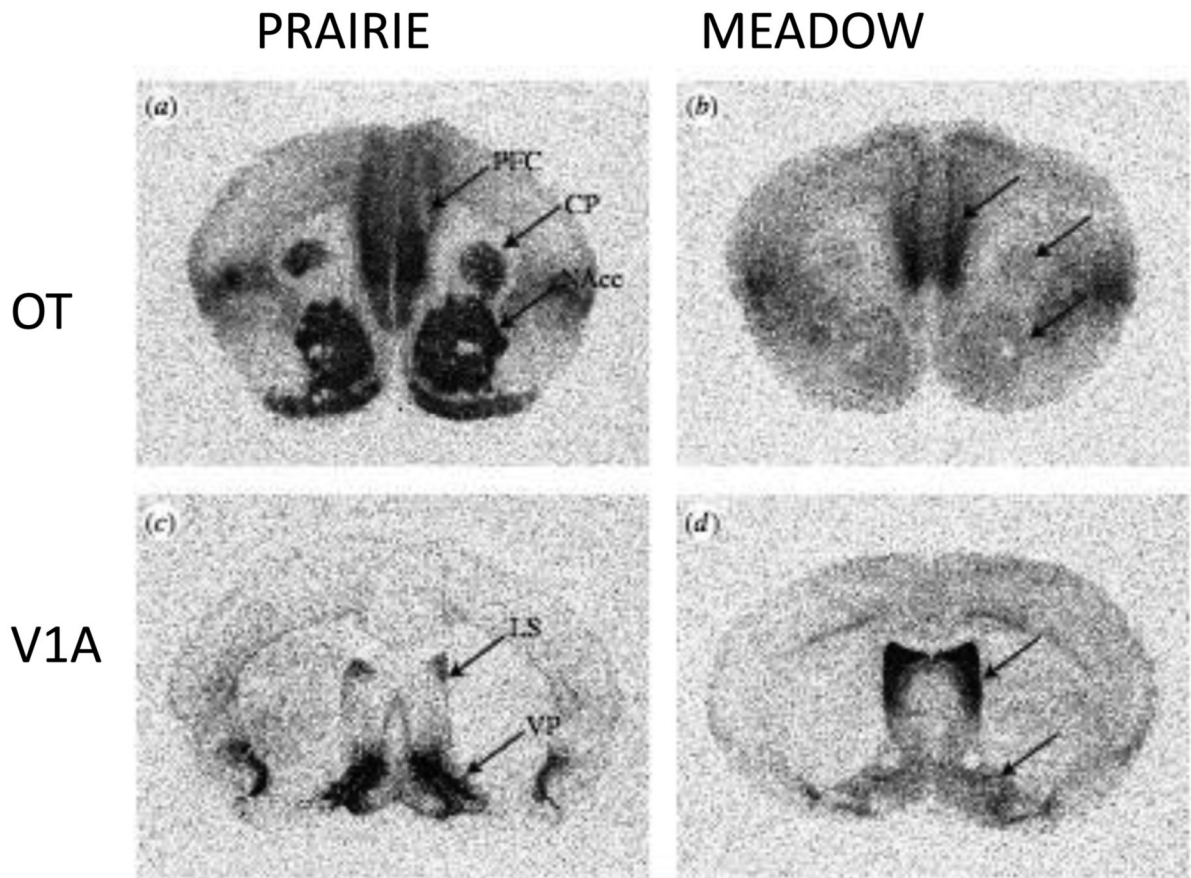 PRAIRIE MEADOW
(a) (b)
PFC
CP
NAcc
OT
(c) (d)
LS
V1A
VP